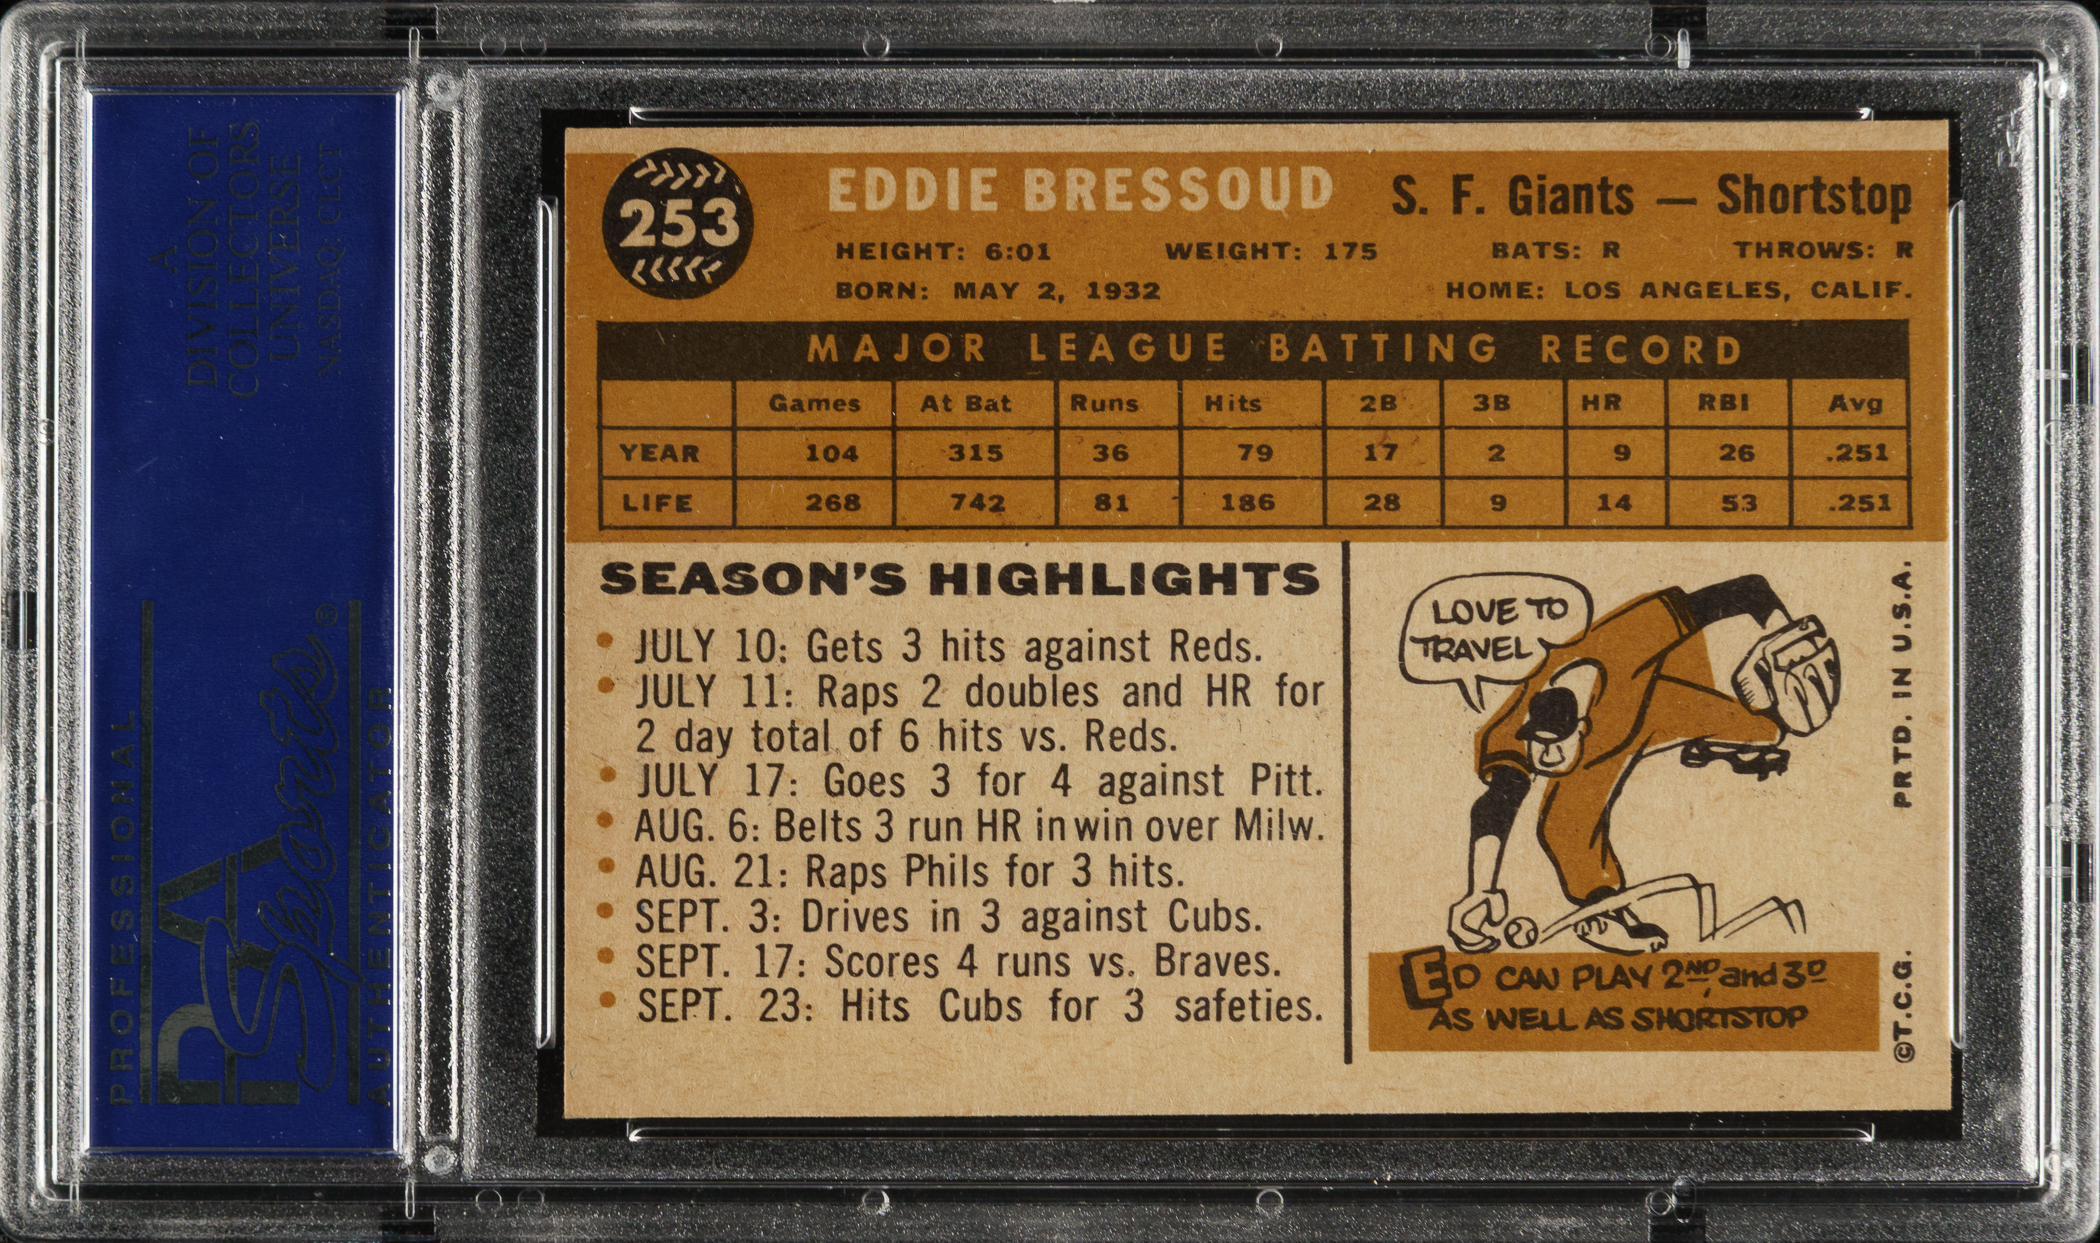 A
DIVISION OF
COLLECTORS
UNIVERSE
NASDAQ: CLCT
PROFESSIONAL
PSA
Sports®
AUTHENTICATOR
253
EDDIE BRESSOUD
S. F. Giants — Shortstop
HEIGHT: 6:01 WEIGHT: 175 BATS: R THROWS: R
BORN: MAY 2, 1932 HOME: LOS ANGELES, CALIF.
MAJOR LEAGUE BATTING RECORD
Games At Bat Runs Hits 2B 3B HR RBI Avg
YEAR 104 315 36 79 17 2 9 26 .251
LIFE 268 742 81 186 28 9 14 53 .251
SEASON'S HIGHLIGHTS
• JULY 10: Gets 3 hits against Reds.
• JULY 11: Raps 2 doubles and HR for
2 day total of 6 hits vs. Reds.
• JULY 17: Goes 3 for 4 against Pitt.
• AUG. 6: Belts 3 run HR in win over Milw.
• AUG. 21: Raps Phils for 3 hits.
• SEPT. 3: Drives in 3 against Cubs.
• SEPT. 17: Scores 4 runs vs. Braves.
• SEPT. 23: Hits Cubs for 3 safeties.
LOVE TO
TRAVEL
ED CAN PLAY 2ND, and 3D
AS WELL AS SHORTSTOP
PRTD. IN U.S.A.
©T.C.G.